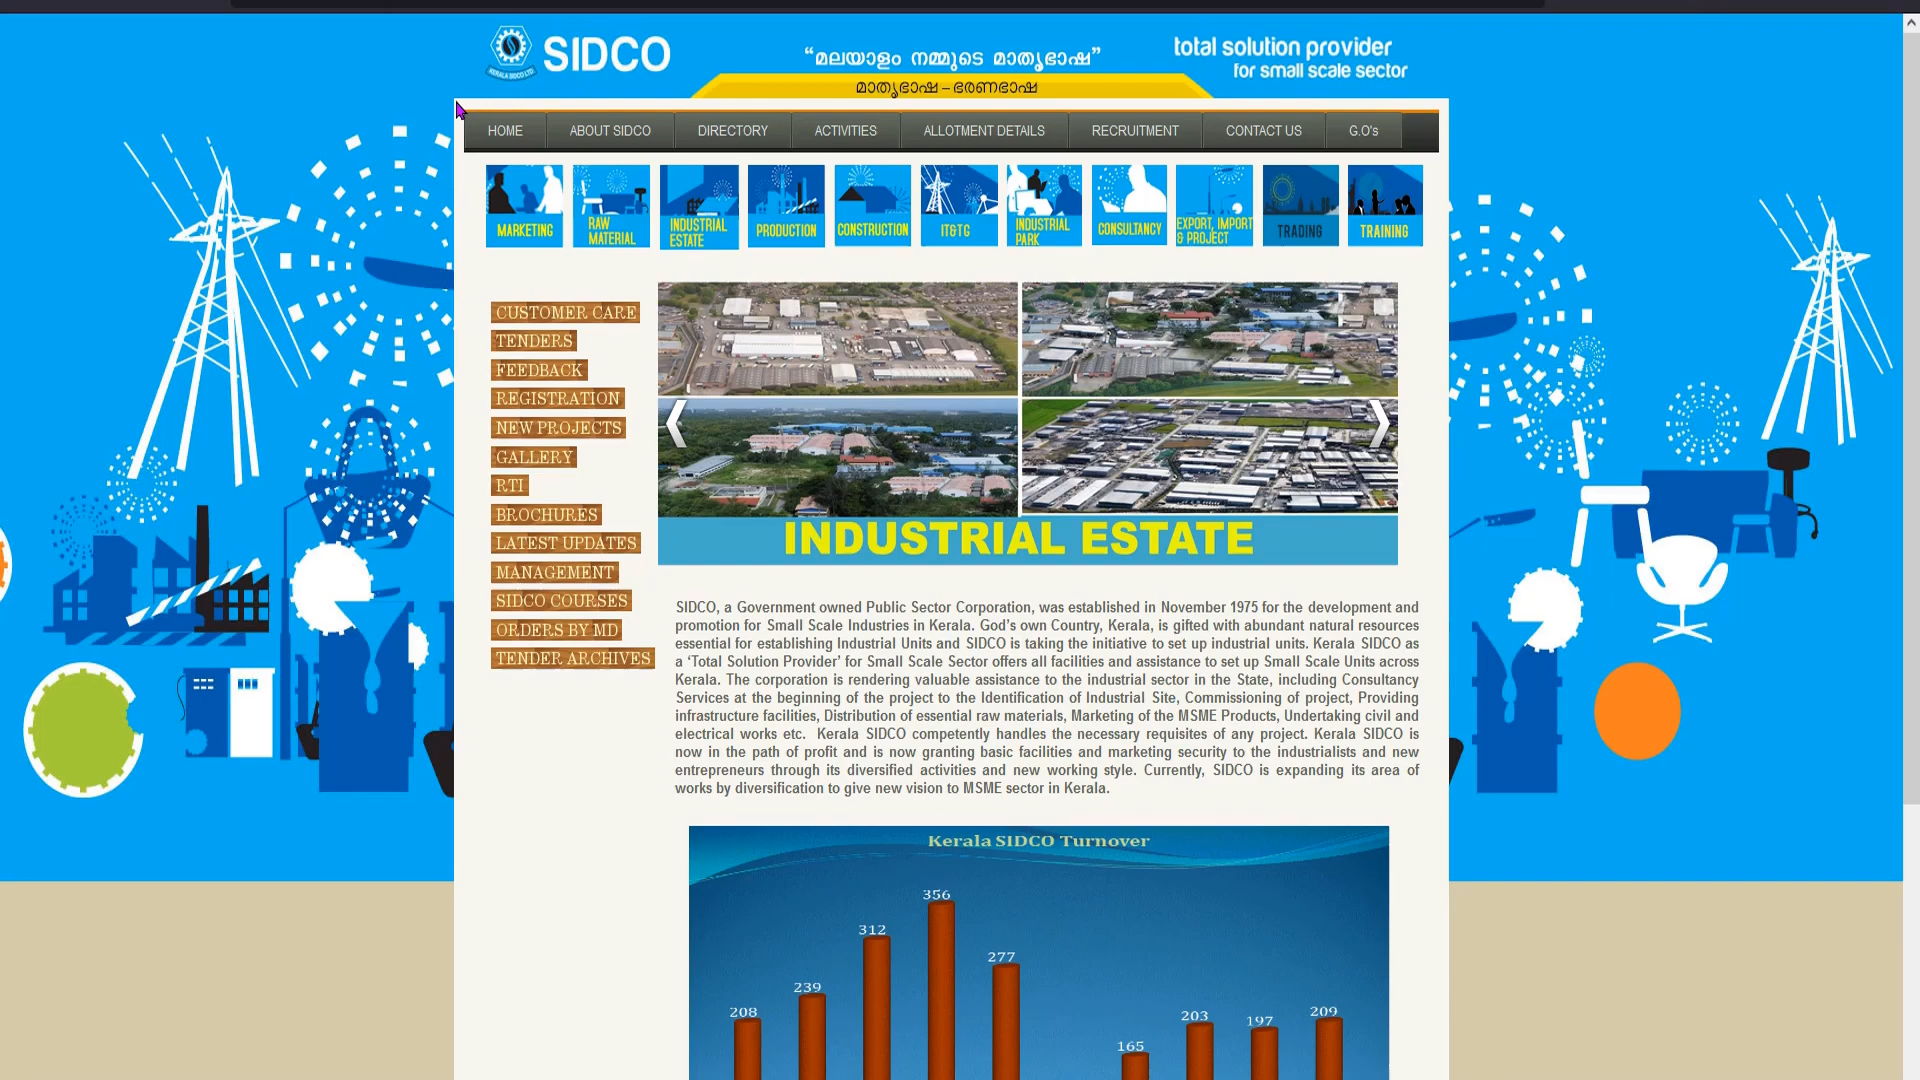 SIDCO
KERALA SIDCO LTD
“മലയാളം നമ്മുടെ മാതൃഭാഷ”
മാതൃഭാഷ – ഭരണഭാഷ
total solution provider
for small scale sector
HOME ABOUT SIDCO DIRECTORY ACTIVITIES ALLOTMENT DETAILS RECRUITMENT CONTACT US G.O's
MARKETING
RAW
MATERIAL
INDUSTRIAL
ESTATE
PRODUCTION
CONSTRUCTION
IT&TG
INDUSTRIAL
PARK
CONSULTANCY
EXPORT, IMPORT
& PROJECT
TRADING
TRAINING
CUSTOMER CARE
TENDERS
FEEDBACK
REGISTRATION
NEW PROJECTS
GALLERY
RTI
BROCHURES
LATEST UPDATES
MANAGEMENT
SIDCO COURSES
ORDERS BY MD
TENDER ARCHIVES
INDUSTRIAL ESTATE
SIDCO, a Government owned Public Sector Corporation, was established in November 1975 for the development and
promotion for Small Scale Industries in Kerala. God’s own Country, Kerala, is gifted with abundant natural resources
essential for establishing Industrial Units and SIDCO is taking the initiative to set up industrial units. Kerala SIDCO as
a ‘Total Solution Provider’ for Small Scale Sector offers all facilities and assistance to set up Small Scale Units across
Kerala. The corporation is rendering valuable assistance to the industrial sector in the State, including Consultancy
Services at the beginning of the project to the Identification of Industrial Site, Commissioning of project, Providing
infrastructure facilities, Distribution of essential raw materials, Marketing of the MSME Products, Undertaking civil and
electrical works etc. Kerala SIDCO competently handles the necessary requisites of any project. Kerala SIDCO is
now in the path of profit and is now granting basic facilities and marketing security to the industrialists and new
entrepreneurs through its diversified activities and new working style. Currently, SIDCO is expanding its area of
works by diversification to give new vision to MSME sector in Kerala.
Kerala SIDCO Turnover
208
239
312
356
277
165
203
197
209